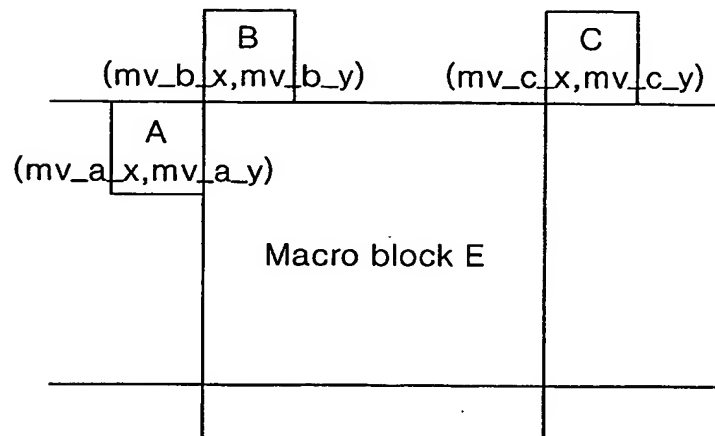 B
(mv_b_x,mv_b_y)
C
(mv_c_x,mv_c_y)
A
(mv_a_x,mv_a_y)
Macro block E